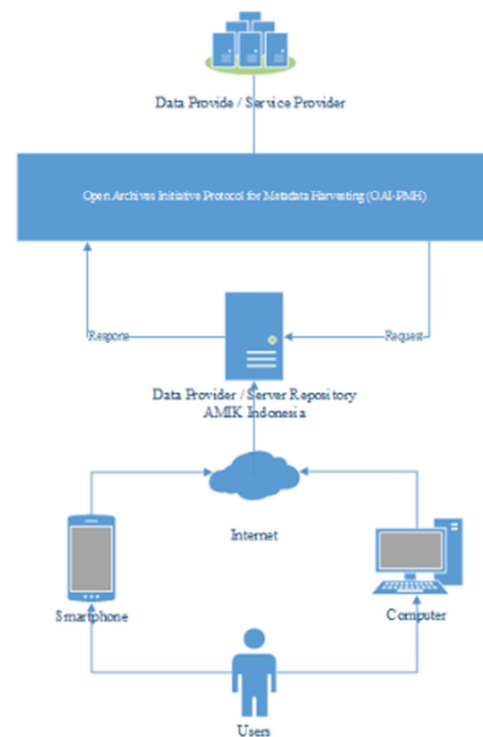 Data Provide / Service Provider
Open Archives Initiative Protocol for Metadata Harvesting (OAI-PMH)
Respone
Request
Data Provider / Server Repository
AMIK Indonesia
Internet
Smartphone
Computer
Users